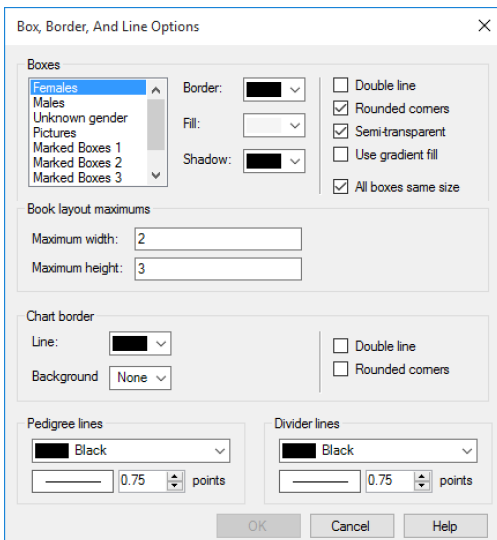 Box, Border, And Line Options
Boxes
Females
Males
Unknown gender
Pictures
Marked Boxes 1
Marked Boxes 2
Marked Boxes 3
Border:
Fill:
Shadow:
Double line
Rounded corners
Semi-transparent
Use gradient fill
All boxes same size
Book layout maximums
Maximum width: 2
Maximum height: 3
Chart border
Line:
Background None
Double line
Rounded corners
Pedigree lines
Black
0.75 points
Divider lines
Black
0.75 points
OK Cancel Help